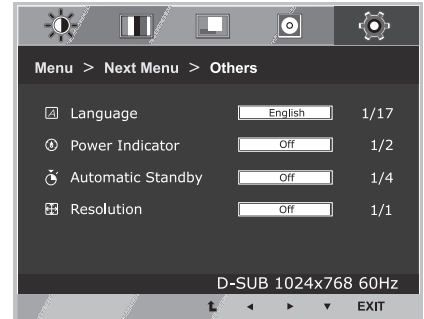 Menu > Next Menu > Others
Language English 1/17
Power Indicator Off 1/2
Automatic Standby Off 1/4
Resolution Off 1/1
D-SUB 1024x768 60Hz
EXIT